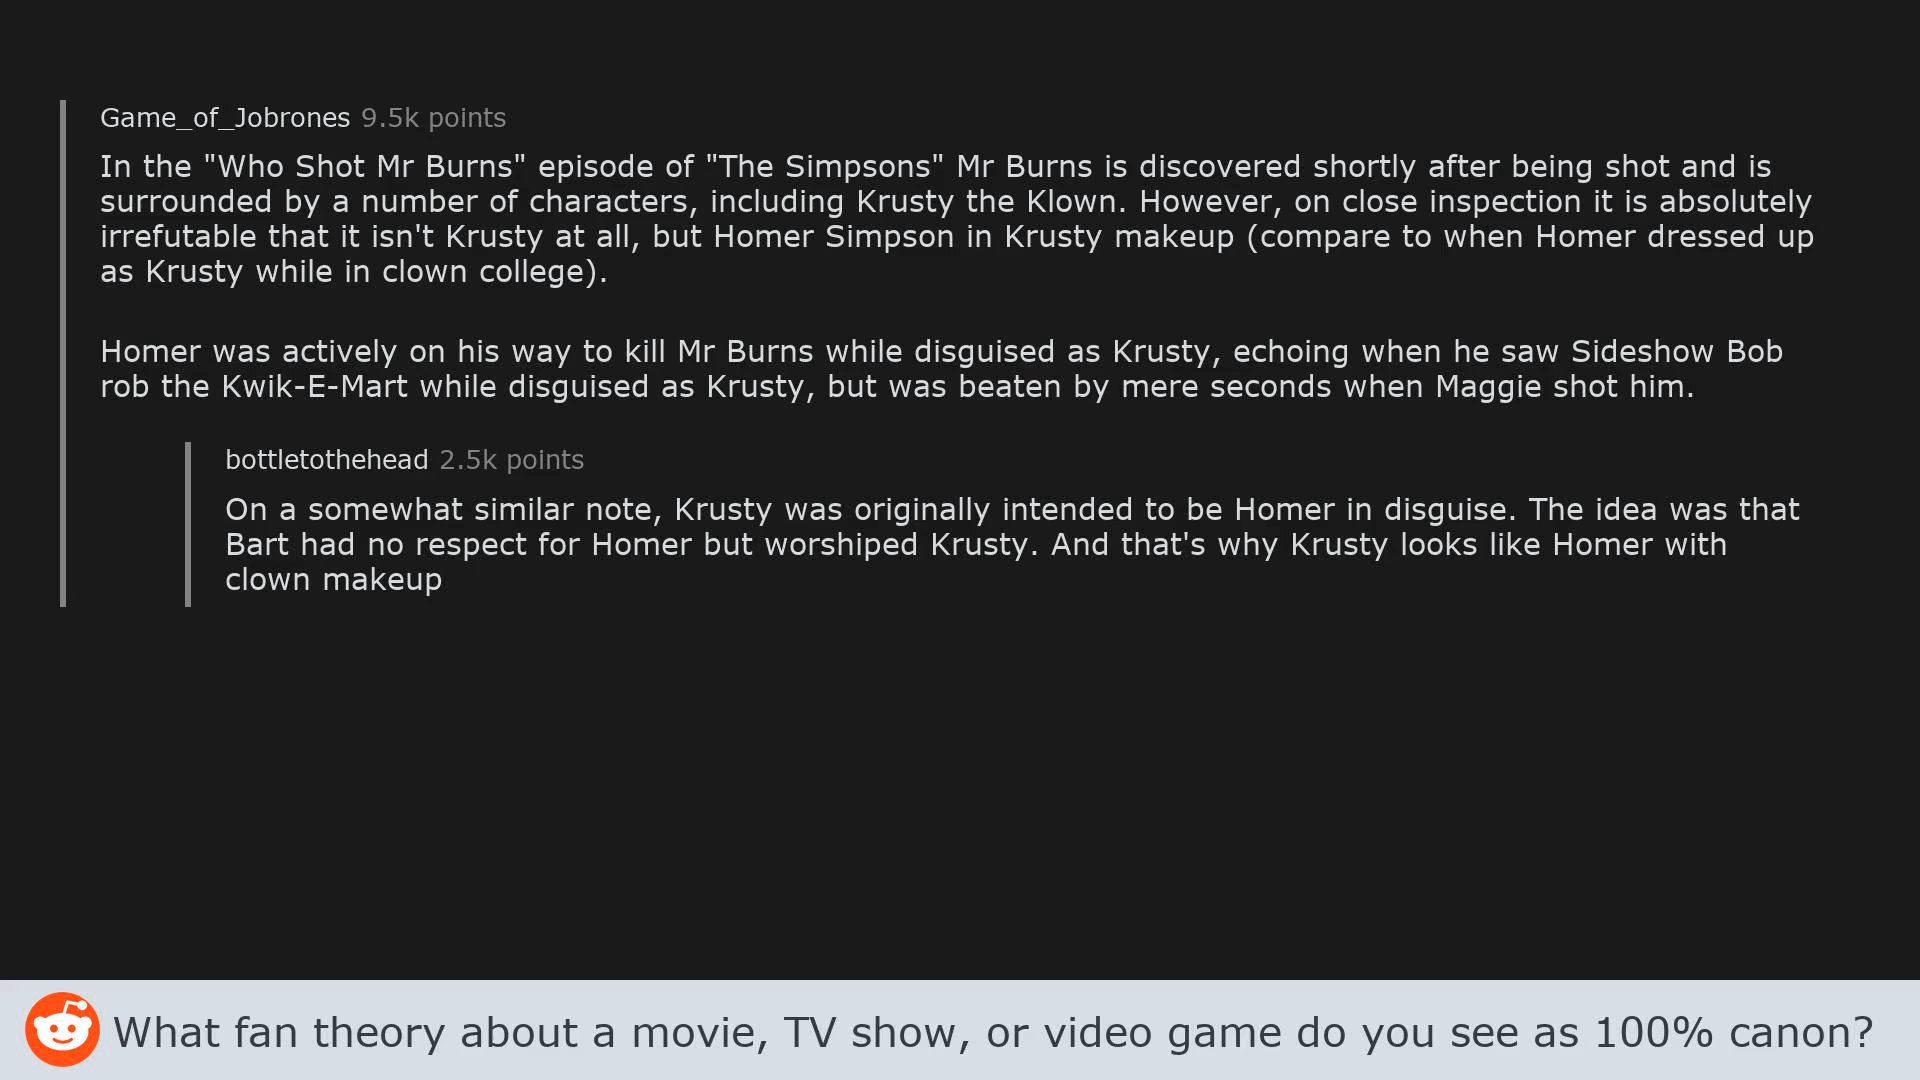 Game_of_Jobrones 9.5k points
In the "Who Shot Mr Burns" episode of "The Simpsons" Mr Burns is discovered shortly after being shot and is
surrounded by a number of characters, including Krusty the Klown. However, on close inspection it is absolutely
irrefutable that it isn't Krusty at all, but Homer Simpson in Krusty makeup (compare to when Homer dressed up
as Krusty while in clown college).
Homer was actively on his way to kill Mr Burns while disguised as Krusty, echoing when he saw Sideshow Bob
rob the Kwik-E-Mart while disguised as Krusty, but was beaten by mere seconds when Maggie shot him.
bottletothehead 2.5k points
On a somewhat similar note, Krusty was originally intended to be Homer in disguise. The idea was that
Bart had no respect for Homer but worshiped Krusty. And that's why Krusty looks like Homer with
clown makeup
What fan theory about a movie, TV show, or video game do you see as 100% canon?